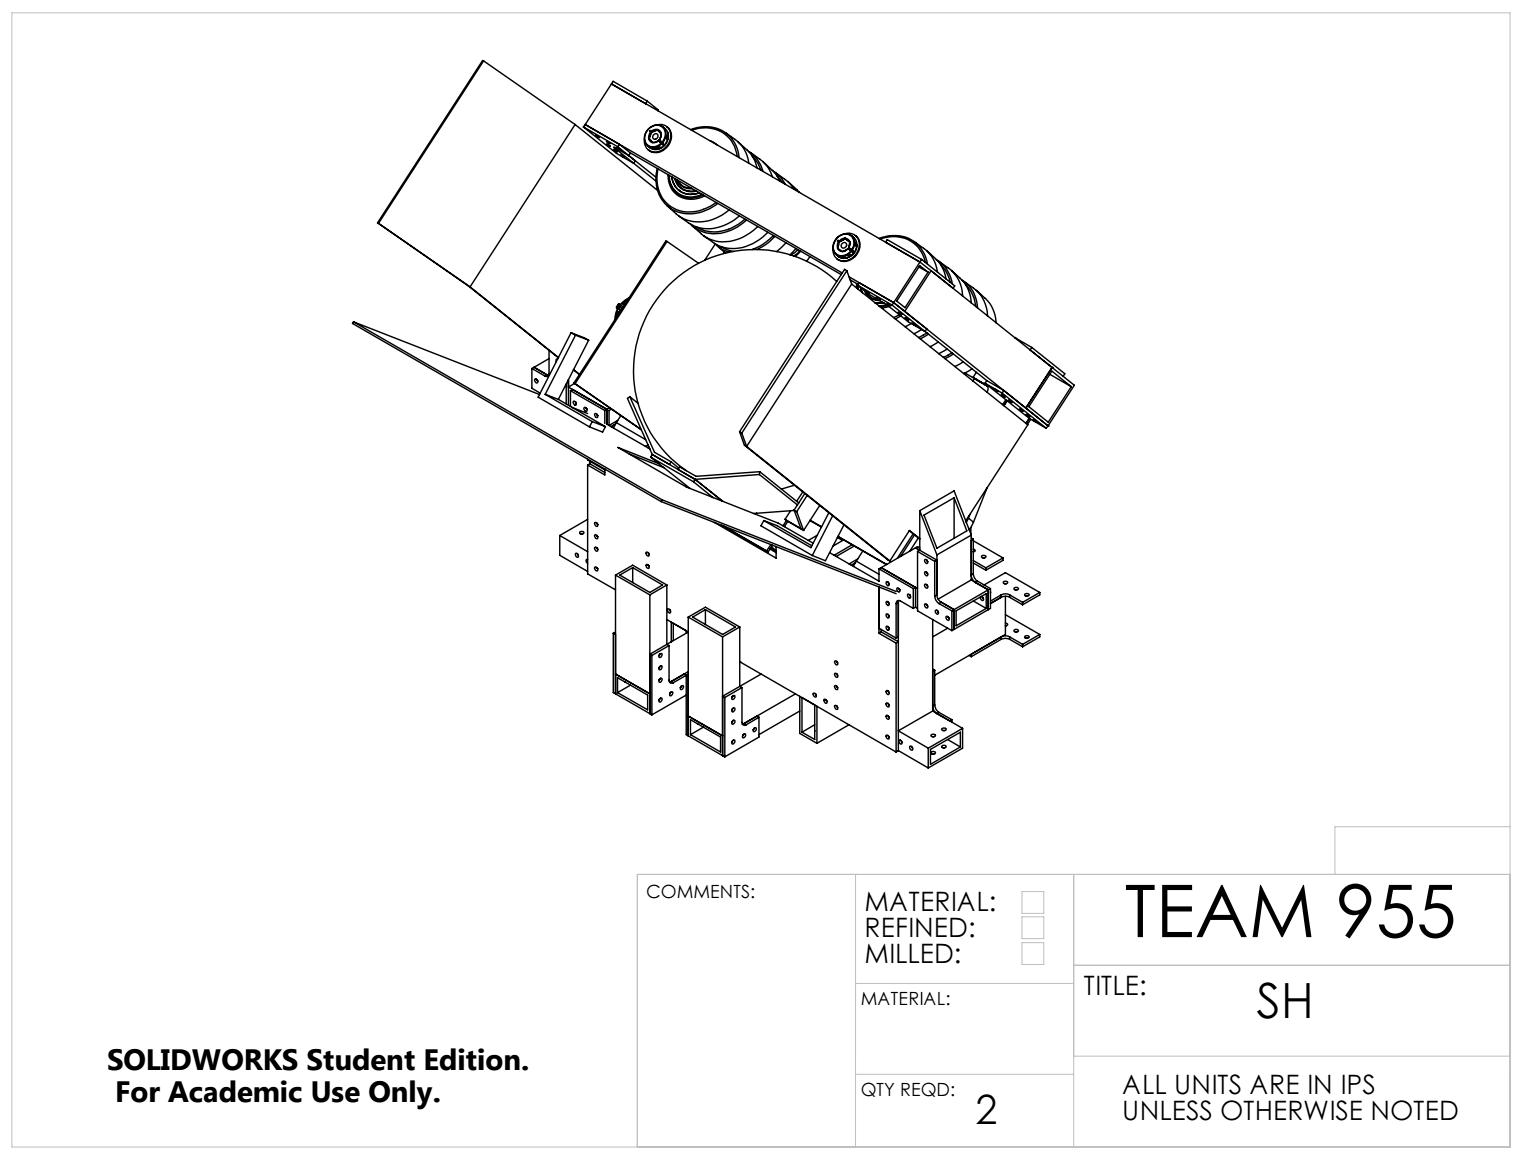 COMMENTS:
MATERIAL:
REFINED:
MILLED:
MATERIAL:
QTY REQD: 2
TEAM 955
TITLE: SH
ALL UNITS ARE IN IPS
UNLESS OTHERWISE NOTED
SOLIDWORKS Student Edition.
For Academic Use Only.